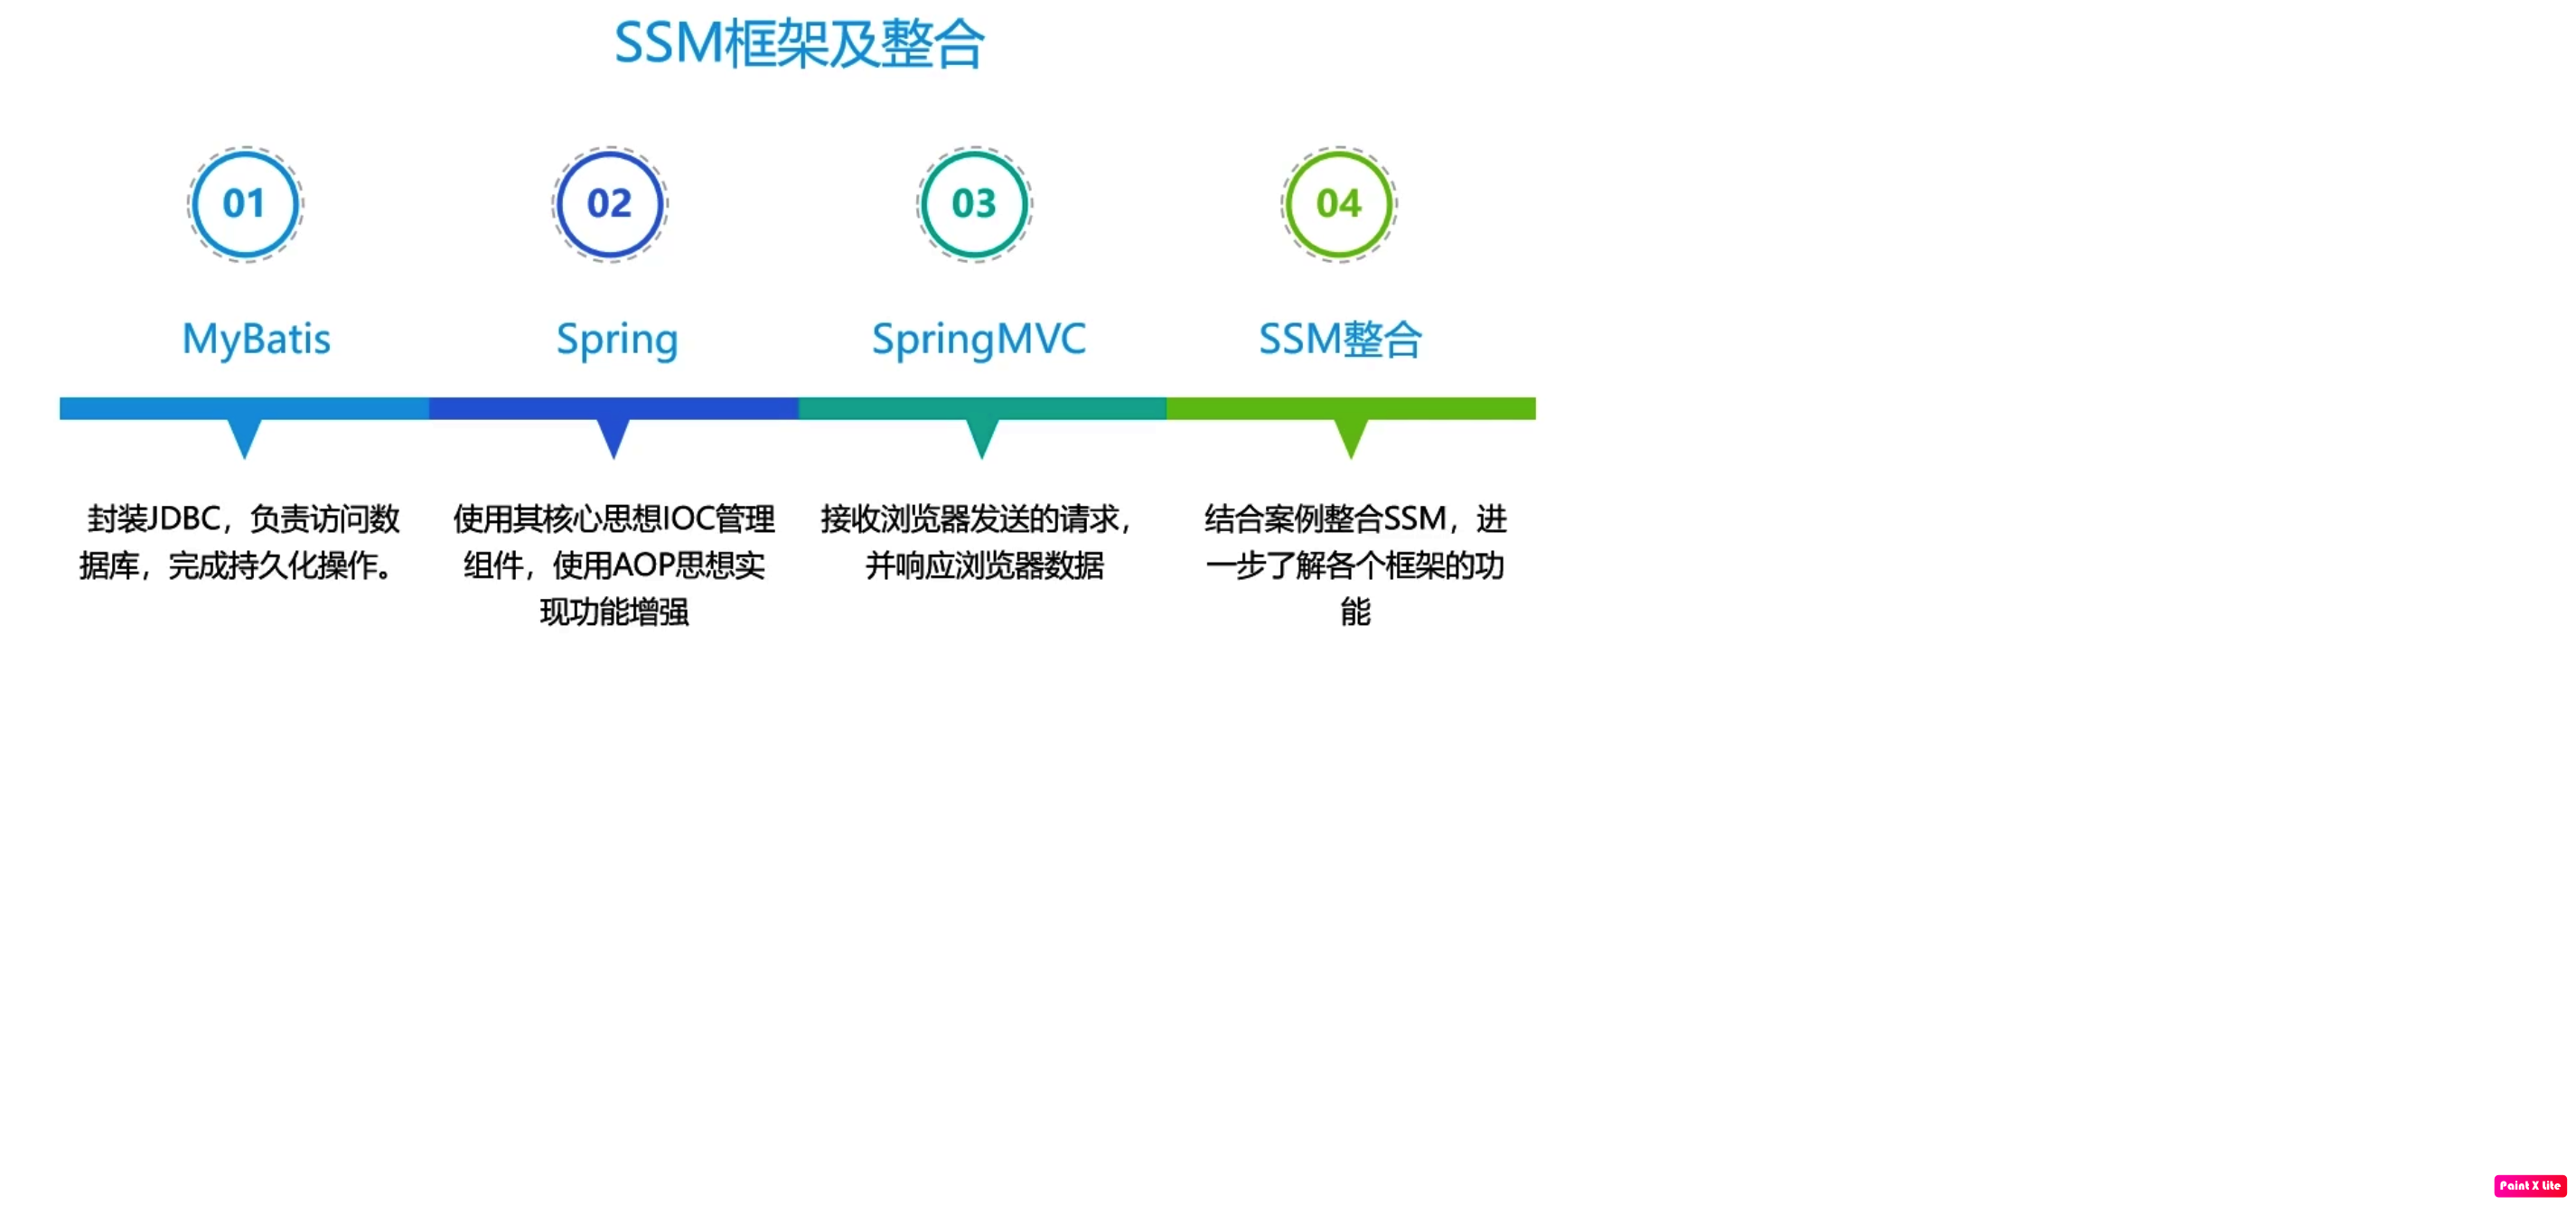 SSM框架及整合
01
02
03
04
MyBatis
Spring
SpringMVC
SSM整合
封装JDBC，负责访问数
据库，完成持久化操作。
使用其核心思想IOC管理
组件，使用AOP思想实
现功能增强
接收浏览器发送的请求，
并响应浏览器数据
结合案例整合SSM，进
一步了解各个框架的功
能
Paint X Lite